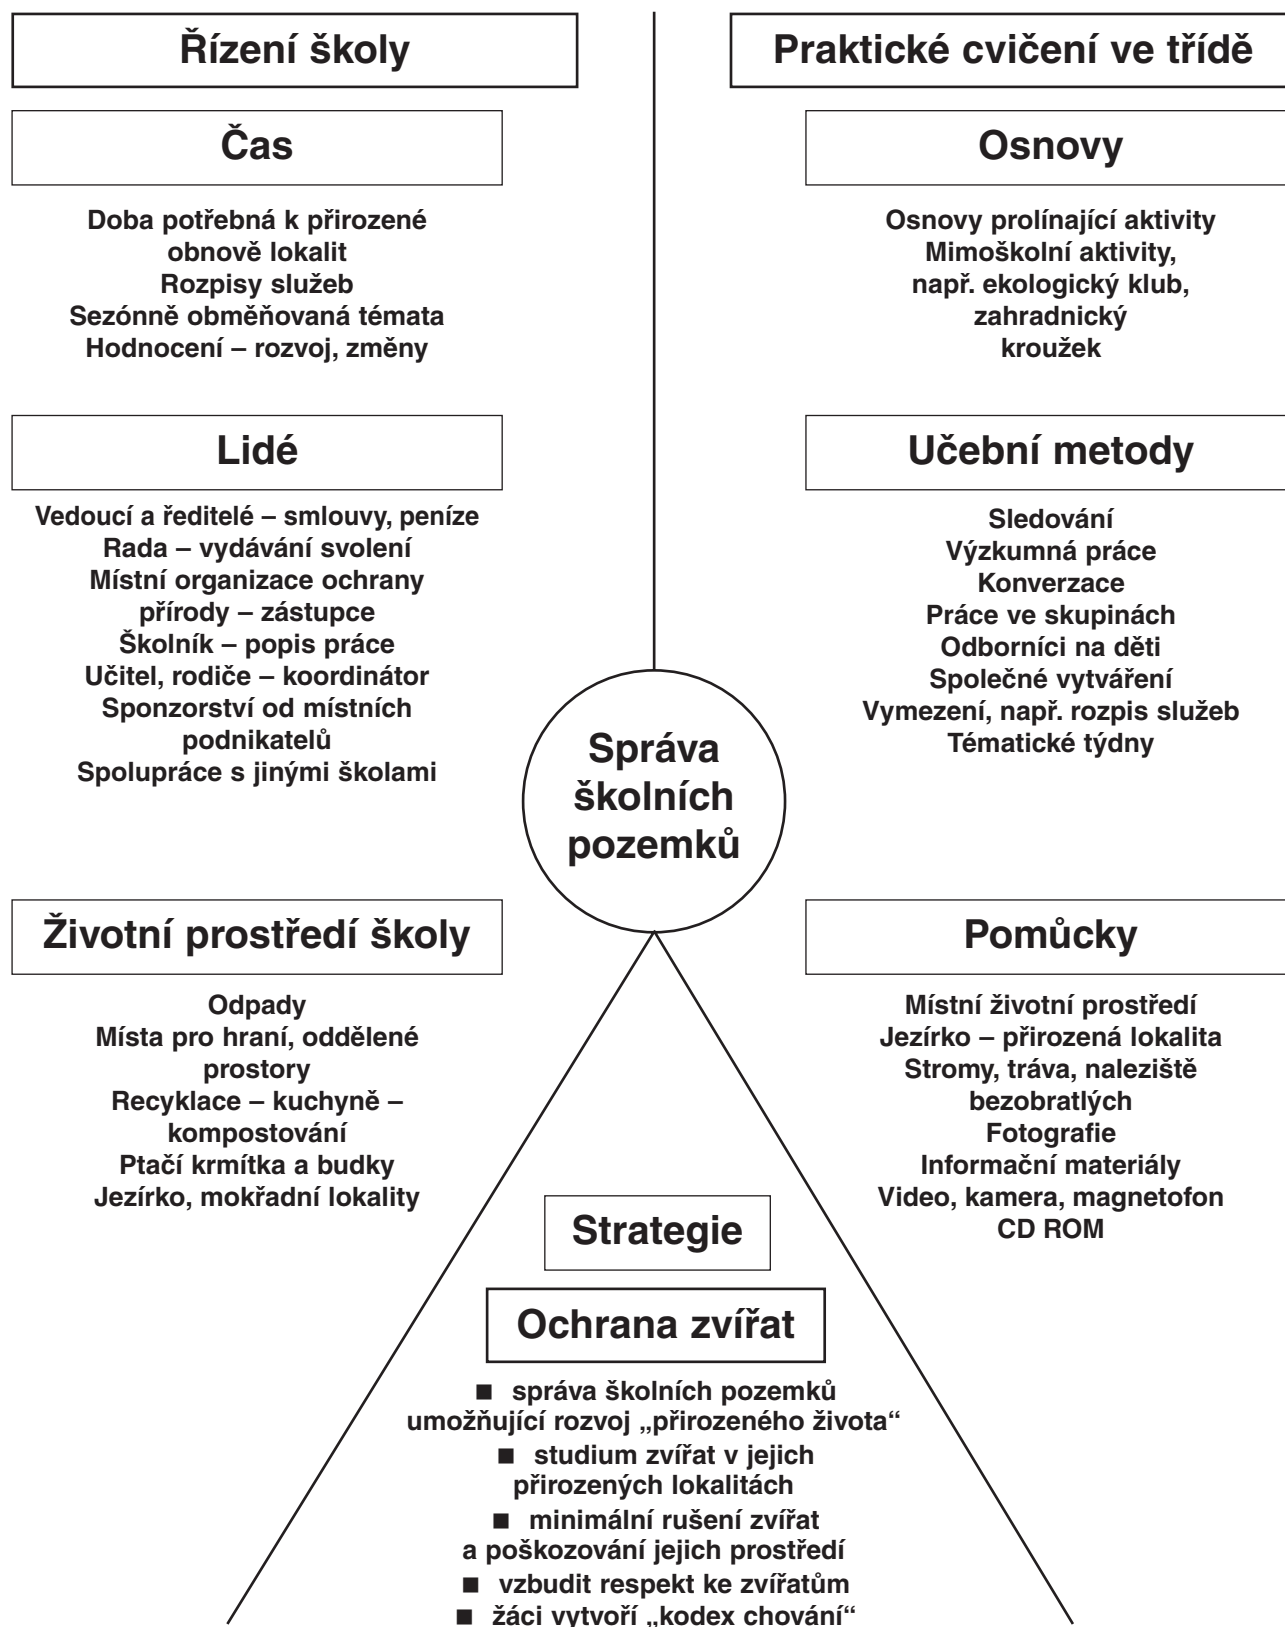 Řízení školy
Čas
Doba potřebná k přirozené
obnově lokalit
Rozpisy služeb
Sezónně obměňovaná témata
Hodnocení – rozvoj, změny
Lidé
Vedoucí a ředitelé – smlouvy, peníze
Rada – vydávání svolení
Místní organizace ochrany
přírody – zástupce
Školník – popis práce
Učitel, rodiče – koordinátor
Sponzorství od místních
podnikatelů
Spolupráce s jinými školami
Životní prostředí školy
Odpady
Místa pro hraní, oddělené
prostory
Recyklace – kuchyně –
kompostování
Ptačí krmítka a budky
Jezírko, mokřadní lokality
Praktické cvičení ve třídě
Osnovy
Osnovy prolínající aktivity
Mimoškolní aktivity,
např. ekologický klub,
zahradnický
kroužek
Učební metody
Sledování
Výzkumná práce
Konverzace
Práce ve skupinách
Odborníci na děti
Společné vytváření
Vymezení, např. rozpis služeb
Tématické týdny
Pomůcky
Místní životní prostředí
Jezírko – přirozená lokalita
Stromy, tráva, naleziště
bezobratlých
Fotografie
Informační materiály
Video, kamera, magnetofon
CD ROM
Správa
školních
pozemků
Strategie
Ochrana zvířat
■ správa školních pozemků
umožňující rozvoj „přirozeného života“
■ studium zvířat v jejich
přirozených lokalitách
■ minimální rušení zvířat
a poškozování jejich prostředí
■ vzbudit respekt ke zvířatům
■ žáci vytvoří „kodex chování“